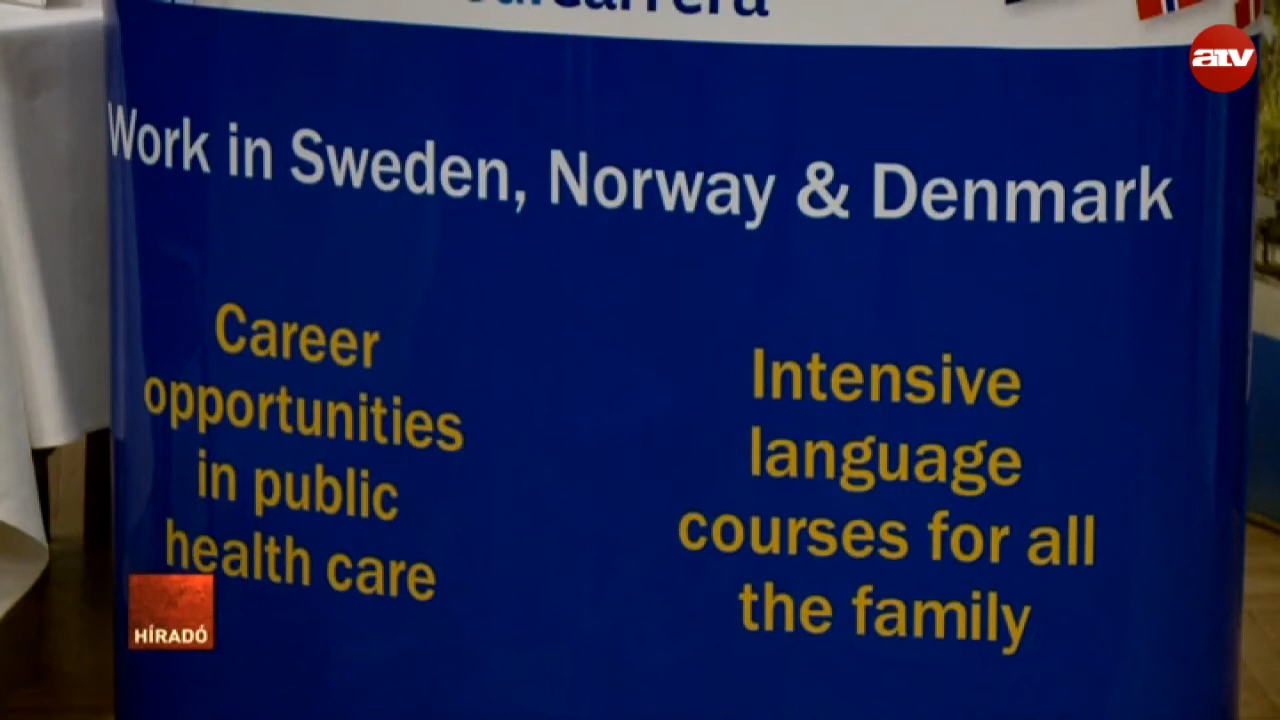 atv
Work in Sweden, Norway & Denmark
Career
opportunities
in public
health care
Intensive
language
courses for all
the family
HÍRADÓ